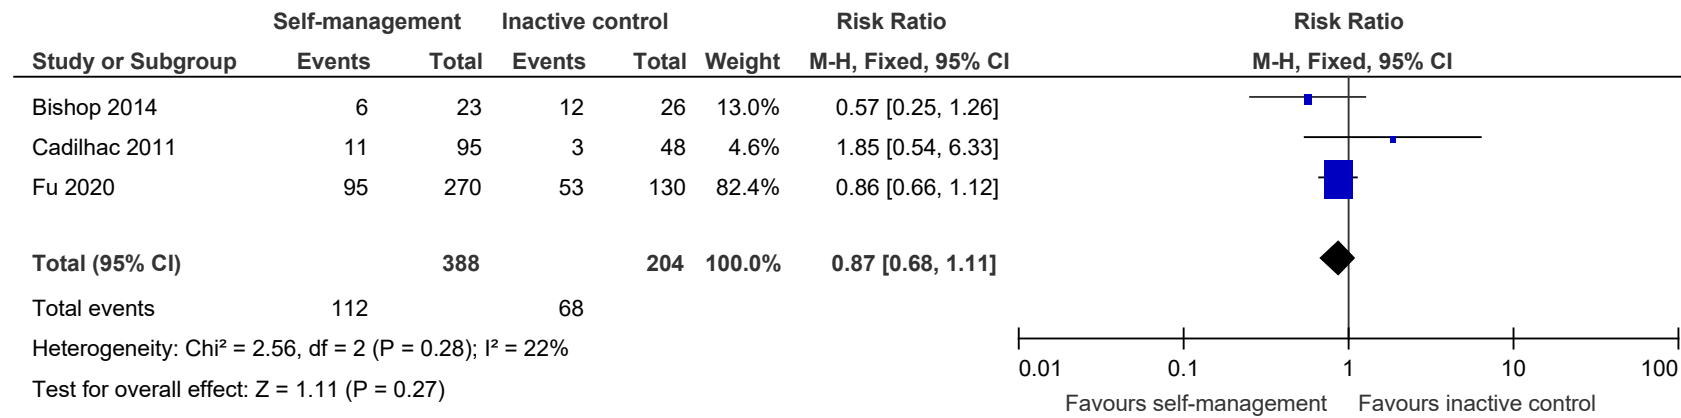 Self-management Inactive control Risk Ratio Risk Ratio
Study or Subgroup Events Total Events Total Weight M-H, Fixed, 95% CI M-H, Fixed, 95% CI
Bishop 2014 6 23 12 26 13.0% 0.57 [0.25, 1.26]
Cadilhac 2011 11 95 3 48 4.6% 1.85 [0.54, 6.33]
Fu 2020 95 270 53 130 82.4% 0.86 [0.66, 1.12]
Total (95% CI) 388 204 100.0% 0.87 [0.68, 1.11]
Total events 112 68
Heterogeneity: Chi² = 2.56, df = 2 (P = 0.28); I² = 22%
Test for overall effect: Z = 1.11 (P = 0.27)
0.01 0.1 1 10 100
Favours self-management Favours inactive control